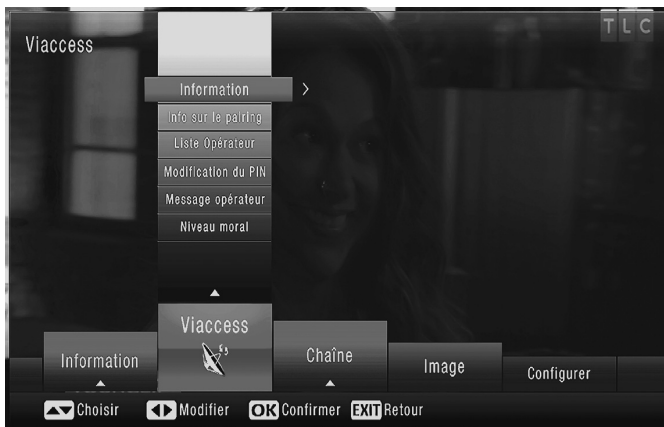 TLC
Viaccess
Information >
Info sur le pairing
Liste Opérateur
Modification du PIN
Message opérateur
Niveau moral
Information
Viaccess
Chaîne
Image
Configurer
Choisir Modifier OK Confirmer EXIT Retour